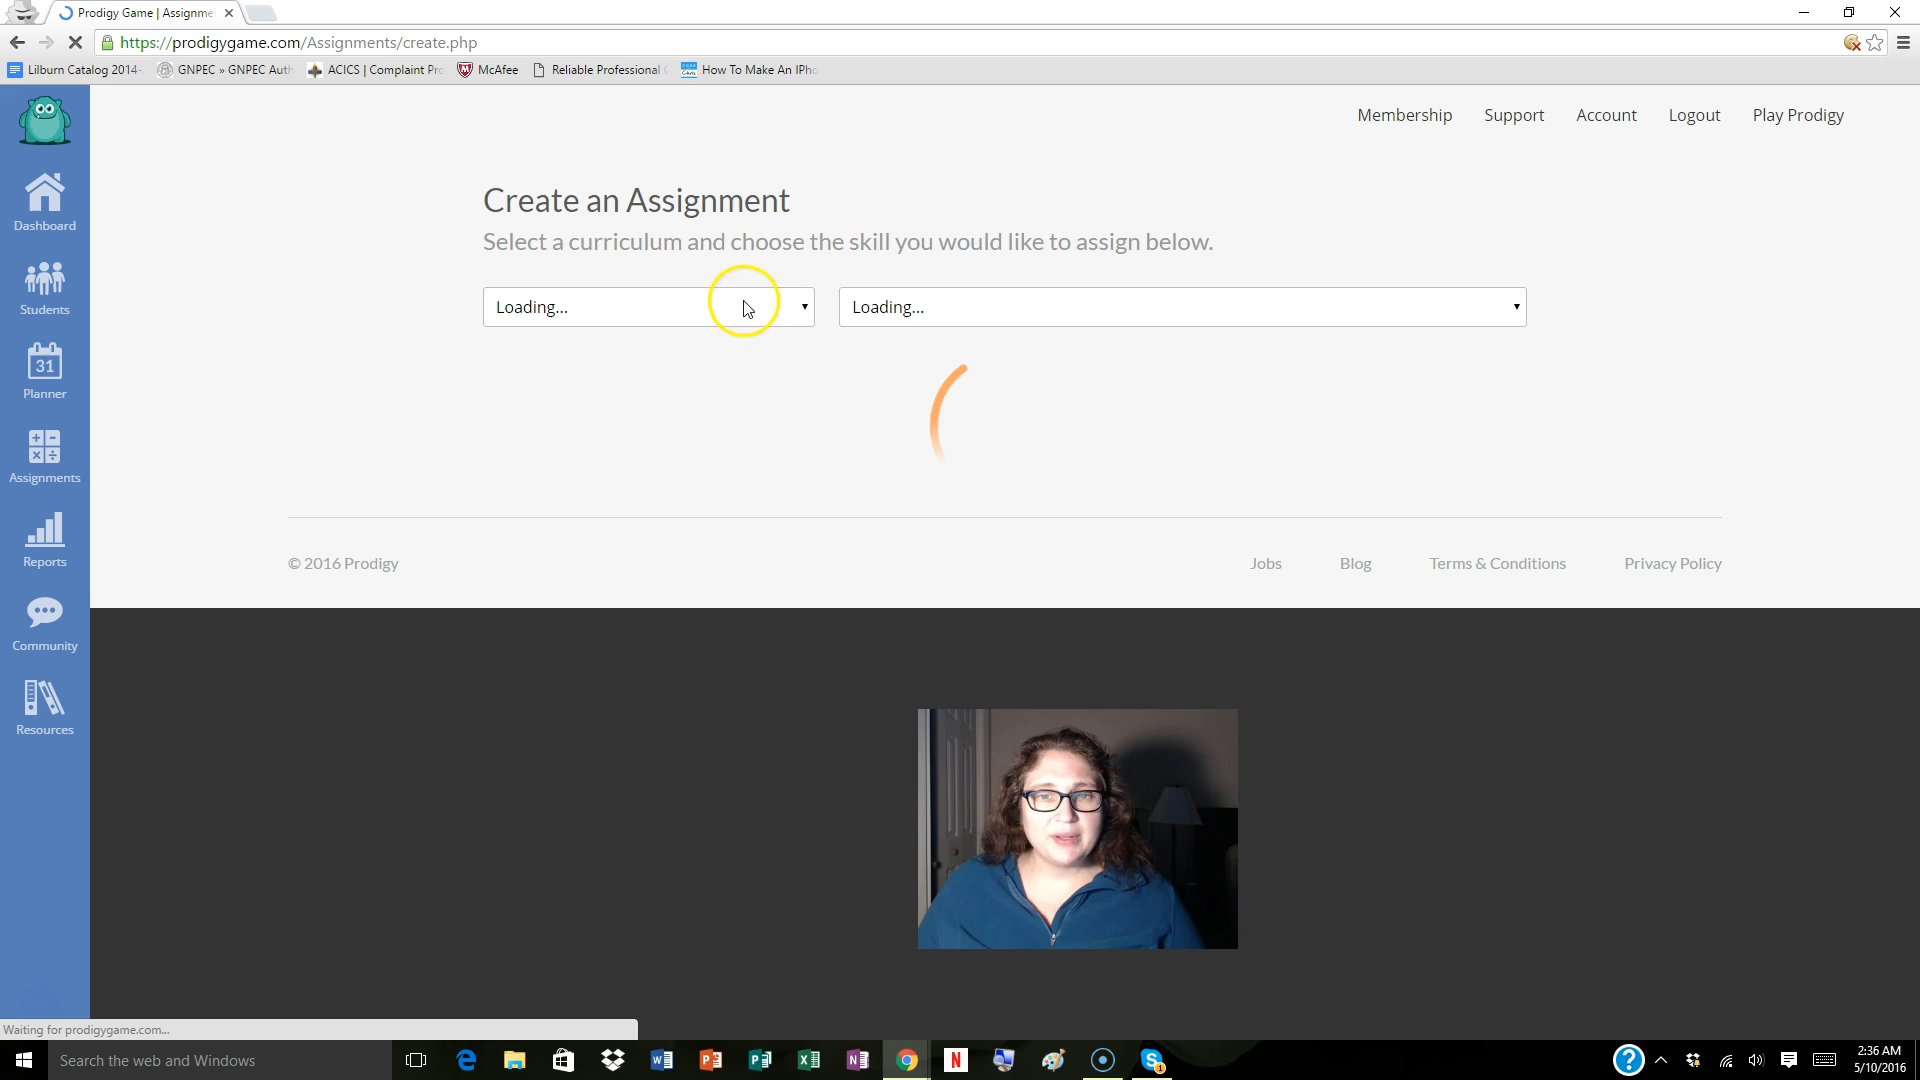 Prodigy Game | Assignme
https://prodigygame.com/Assignments/create.php
Lilburn Catalog 2014-
GNPEC » GNPEC Auth
ACICS | Complaint Pro
McAfee
Reliable Professional
How To Make An IPho
Membership
Support
Account
Logout
Play Prodigy
Dashboard
Students
31
Planner
Assignments
Reports
Community
Resources
Create an Assignment
Select a curriculum and choose the skill you would like to assign below.
Loading...
Loading...
© 2016 Prodigy
Jobs
Blog
Terms & Conditions
Privacy Policy
Waiting for prodigygame.com...
Search the web and Windows
2:36 AM
5/10/2016